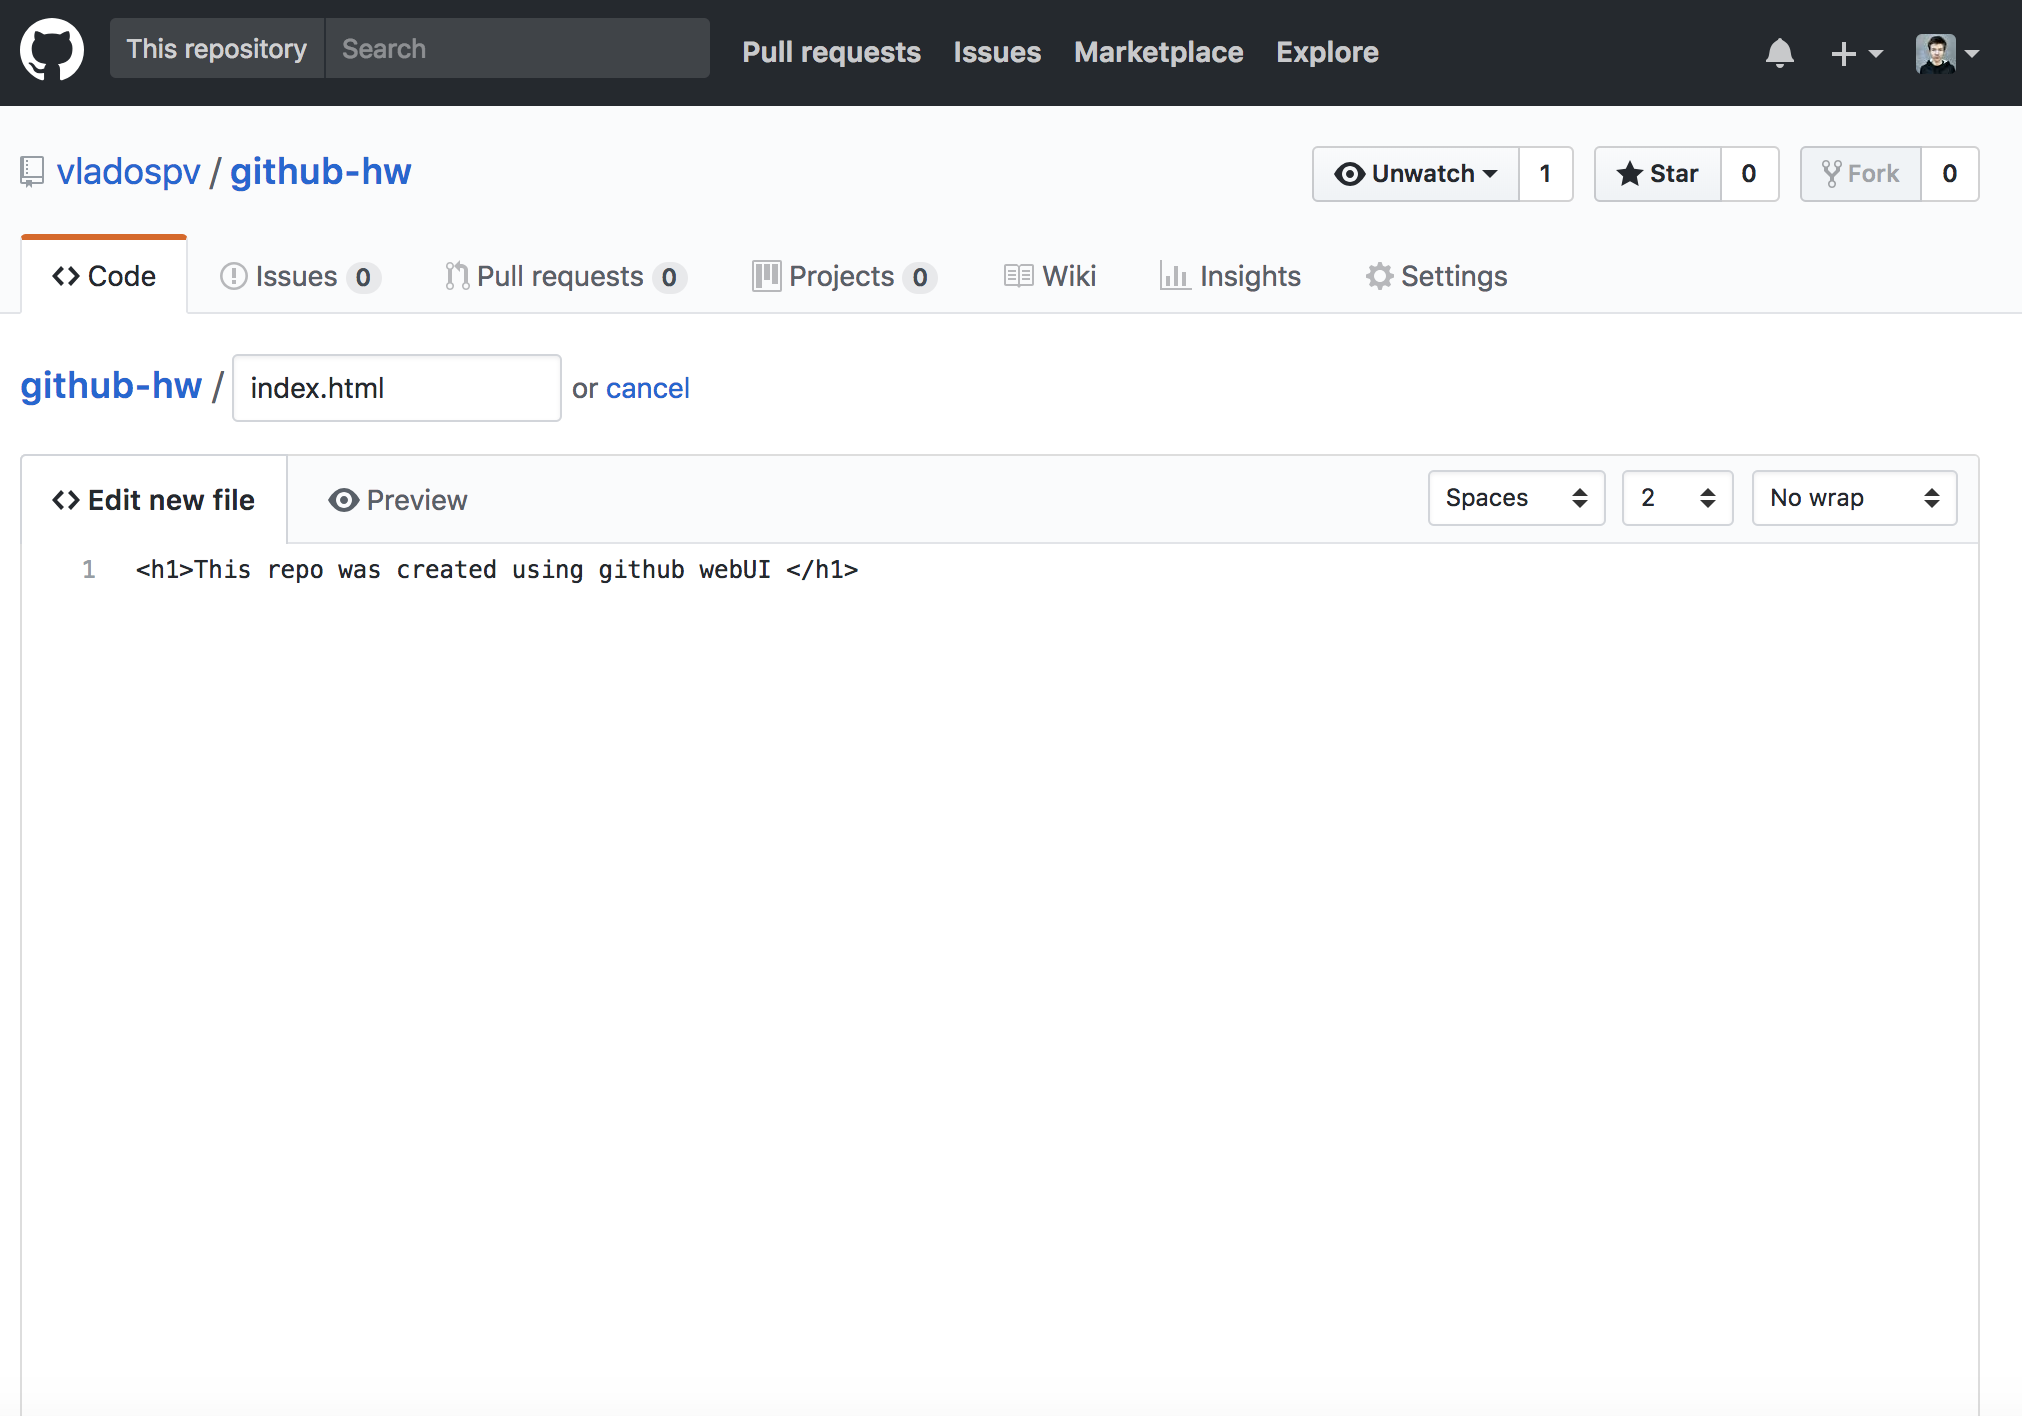 This repository Search Pull requests Issues Marketplace Explore
vladospv / github-hw Unwatch 1 Star 0 Fork 0
Code Issues 0 Pull requests 0 Projects 0 Wiki Insights Settings
github-hw / index.html or cancel
Edit new file Preview Spaces 2 No wrap
1 <h1>This repo was created using github webUI </h1>